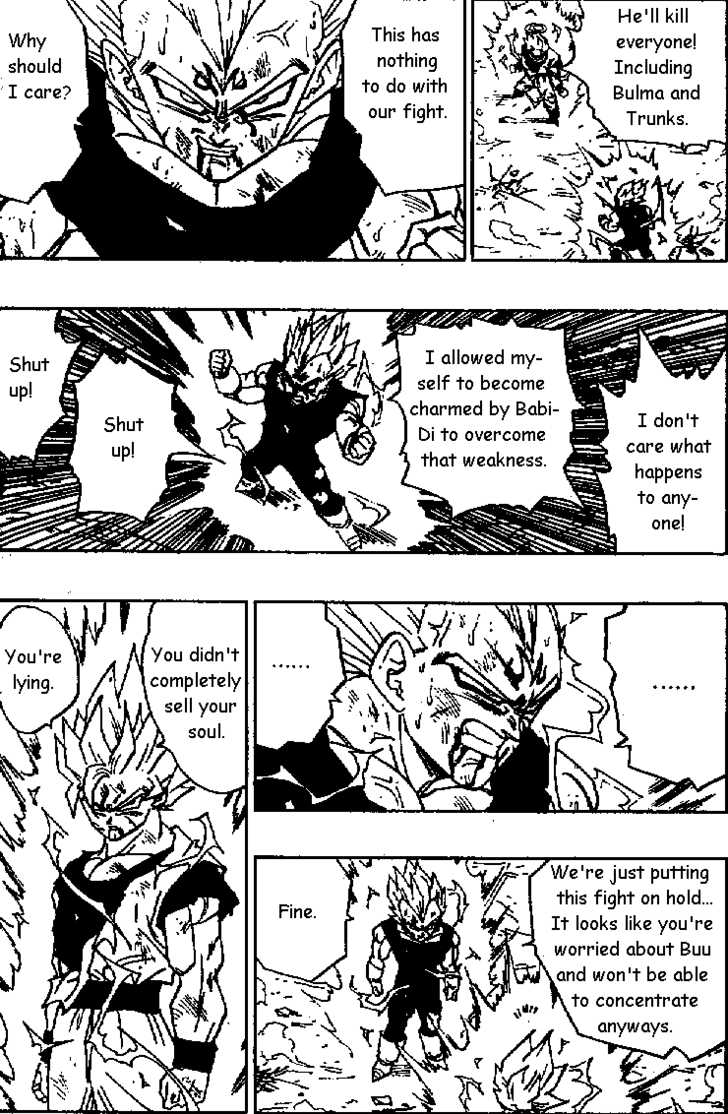 He'll kill
everyone!
Including
Bulma and
Trunks.
This has
nothing
to do with
our fight.
Why
should
I care?
I don't
care what
happens
to any-
one!
I allowed my-
self to become
charmed by Babi-
Di to overcome
that weakness.
Shut
up!
Shut
up!
You didn't
completely
sell your
soul.
You're
lying.
......
......
We're just putting
this fight on hold...
It looks like you're
worried about Buu
and won't be able
to concentrate
anyways.
Fine.